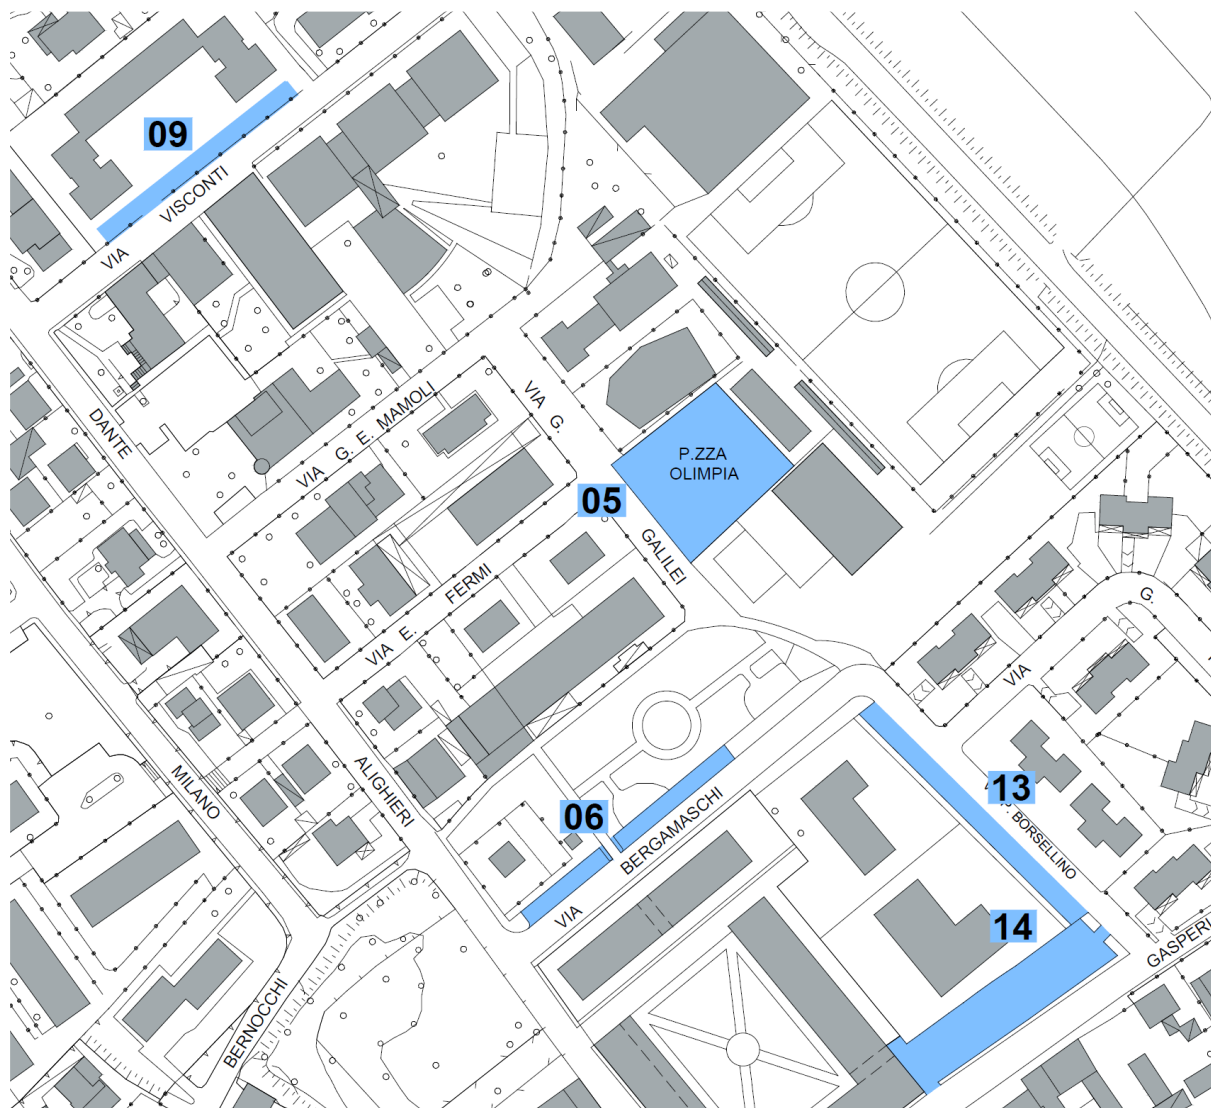 09
VIA VISCONTI
DANTE
VIA G. E. MAMOLI
VIA G.
P.ZZA
OLIMPIA
05
GALILEI
VIA E. FERMI
G.
VIA
MILANO
ALIGHIERI
13
06
BERGAMASCHI
VIA
BORSELLINO
14
GASPERI
BERNOCCHI